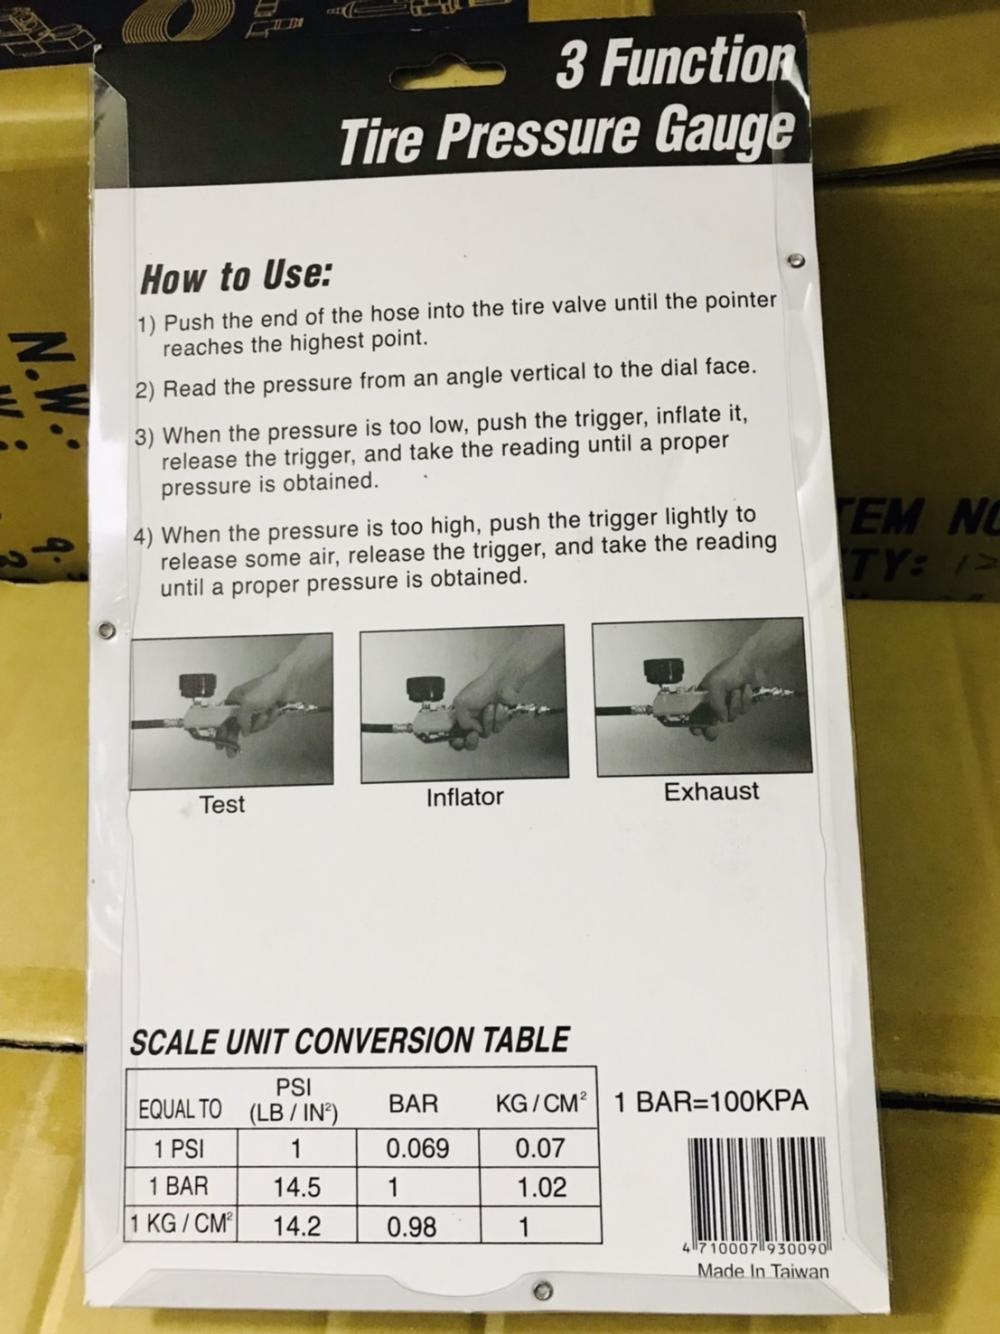 3 Function
Tire Pressure Gauge
How to Use:
1) Push the end of the hose into the tire valve until the pointer
reaches the highest point.
2) Read the pressure from an angle vertical to the dial face.
3) When the pressure is too low, push the trigger, inflate it,
release the trigger, and take the reading until a proper
pressure is obtained.
4) When the pressure is too high, push the trigger lightly to
release some air, release the trigger, and take the reading
until a proper pressure is obtained.
Test Inflator Exhaust
SCALE UNIT CONVERSION TABLE
EQUAL TO PSI (LB / IN²) BAR KG / CM²
1 PSI 1 0.069 0.07
1 BAR 14.5 1 1.02
1 KG / CM² 14.2 0.98 1
1 BAR=100KPA
4 710007 930090
Made In Taiwan
N.W.:
TEM NO
TY: